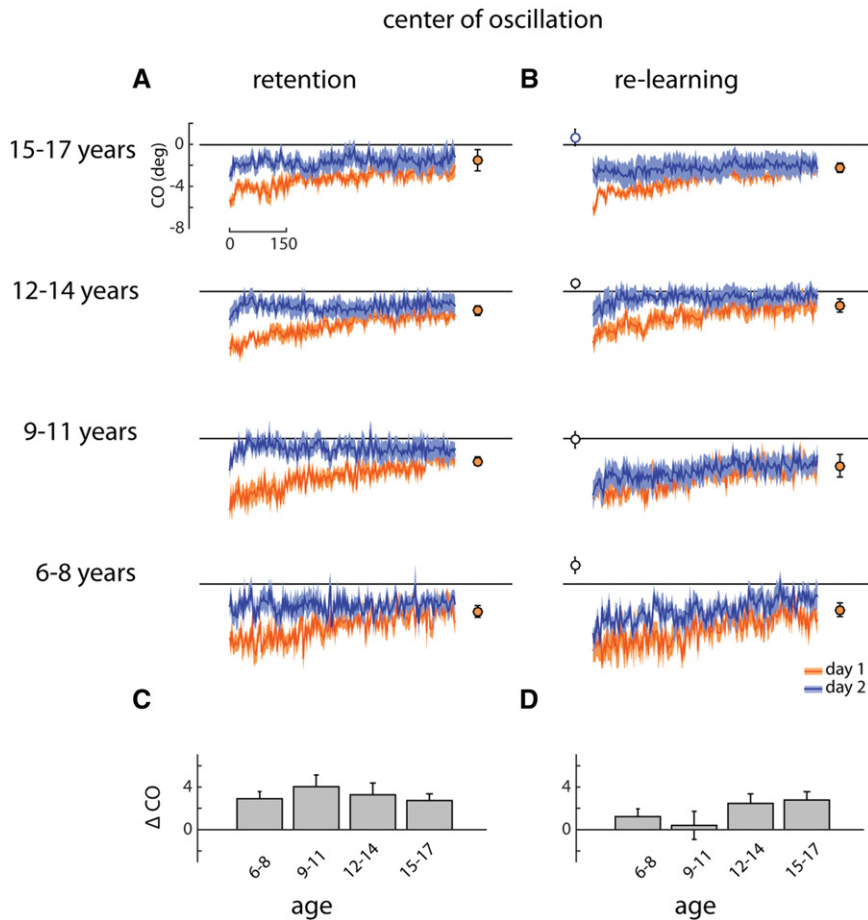 center of oscillation
A
B
retention
re-learning
15-17 years
CO (deg)
0
-4
-8
0
150
12-14 years
9-11 years
6-8 years
day 1
day 2
C
D
Δ CO
4
0
6-8
9-11
12-14
15-17
age
4
0
6-8
9-11
12-14
15-17
age